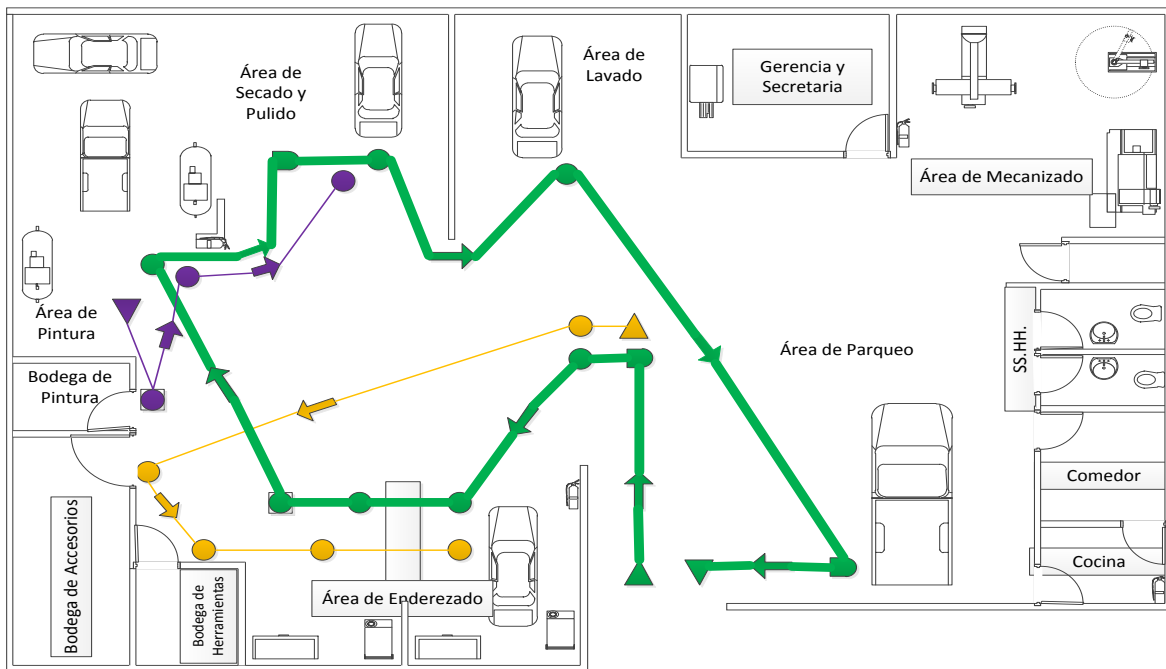 Área de
Secado y
Pulido
Área de
Lavado
Gerencia y
Secretaria
Área de Mecanizado
Área de
Pintura
Bodega de
Pintura
Área de Parqueo
SS.HH.
Comedor
Cocina
Bodega de Accesorios
Bodega de
Herramientas
Área de Enderezado